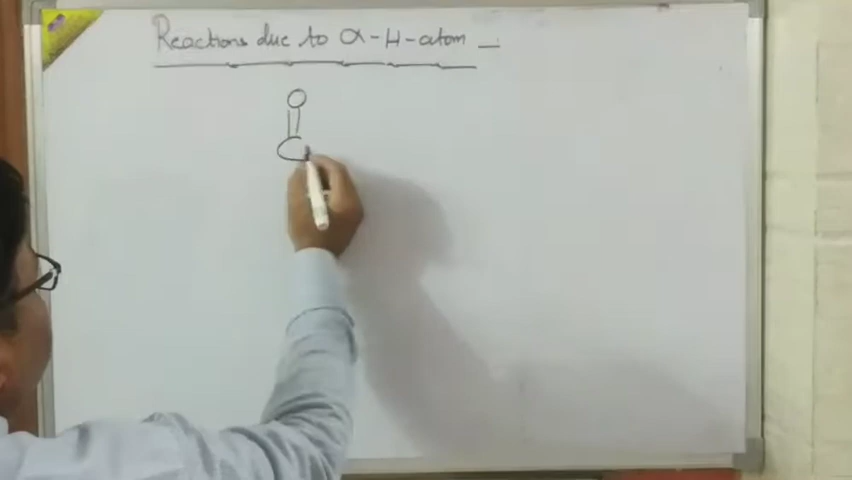 Reactions due to α-H-atom —
O
||
C